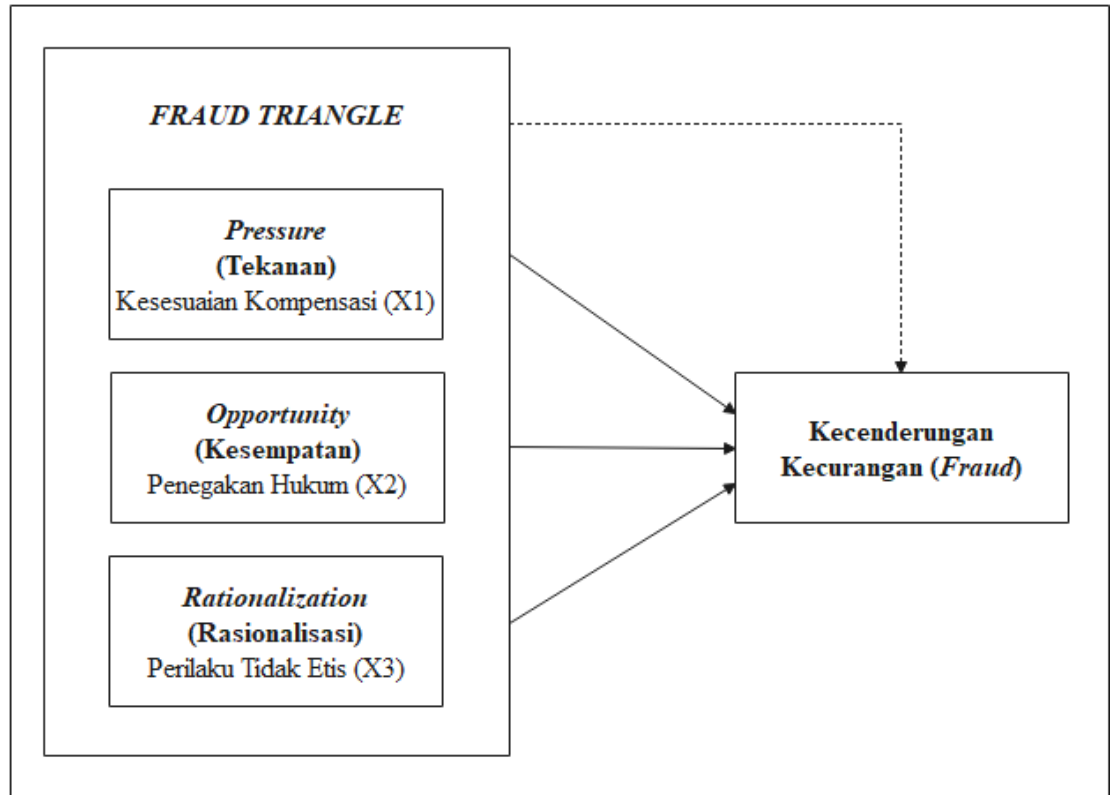 FRAUD TRIANGLE
Pressure
(Tekanan)
Kesesuaian Kompensasi (X1)
Opportunity
(Kesempatan)
Penegakan Hukum (X2)
Rationalization
(Rasionalisasi)
Perilaku Tidak Etis (X3)
Kecenderungan
Kecurangan (Fraud)